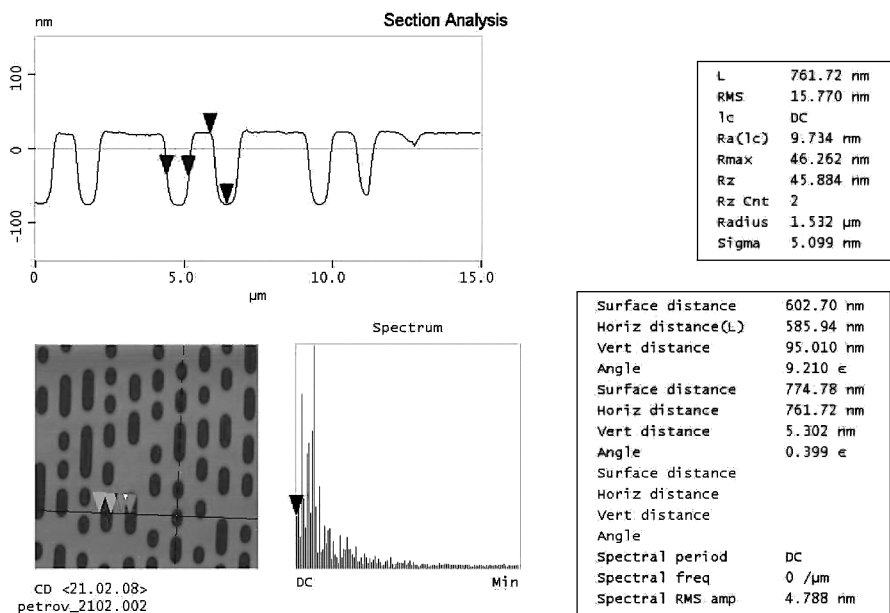 Section Analysis
nm
100
0
-100
0
5.0
10.0
15.0
µm
L 761.72 nm
RMS 15.770 nm
lc DC
Ra(lc) 9.734 nm
Rmax 46.262 nm
Rz 45.884 nm
Rz Cnt 2
Radius 1.532 µm
Sigma 5.099 nm
Surface distance 602.70 nm
Horiz distance(L) 585.94 nm
Vert distance 95.010 nm
Angle 9.210 є
Surface distance 774.78 nm
Horiz distance 761.72 nm
Vert distance 5.302 nm
Angle 0.399 є
Surface distance
Horiz distance
Vert distance
Angle
Spectral period DC
Spectral freq 0 /µm
Spectral RMS amp 4.788 nm
Spectrum
DC Min
CD <21.02.08>
petrov_2102.002